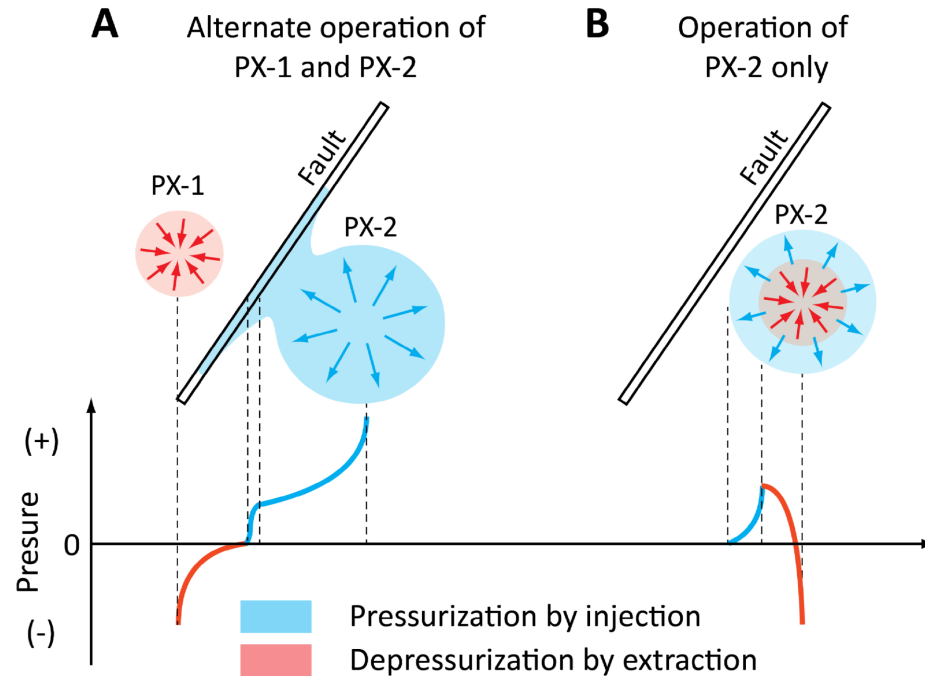 A
Alternate operation of
PX-1 and PX-2
B
Operation of
PX-2 only
Fault
PX-1
PX-2
Fault
PX-2
(+)
0
(-)
Presure
Pressurization by injection
Depressurization by extraction